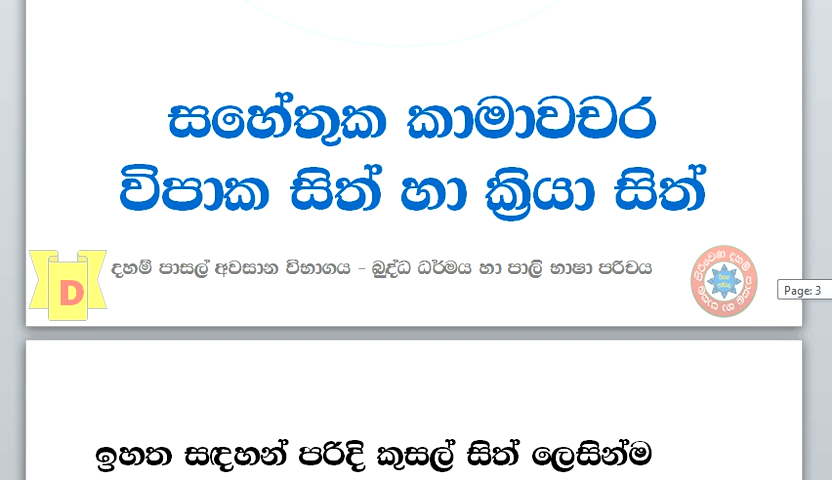 සහේතුක කාමාවචර
විපාක සිත් හා ක්‍රියා සිත්
D
දහම් පාසල් අවසාන විභාගය - බුද්ධ ධර්මය හා පාලි භාෂා පරිචය
Page: 3
ඉහත සඳහන් පරිදි කුසල් සිත් ලෙසින්ම